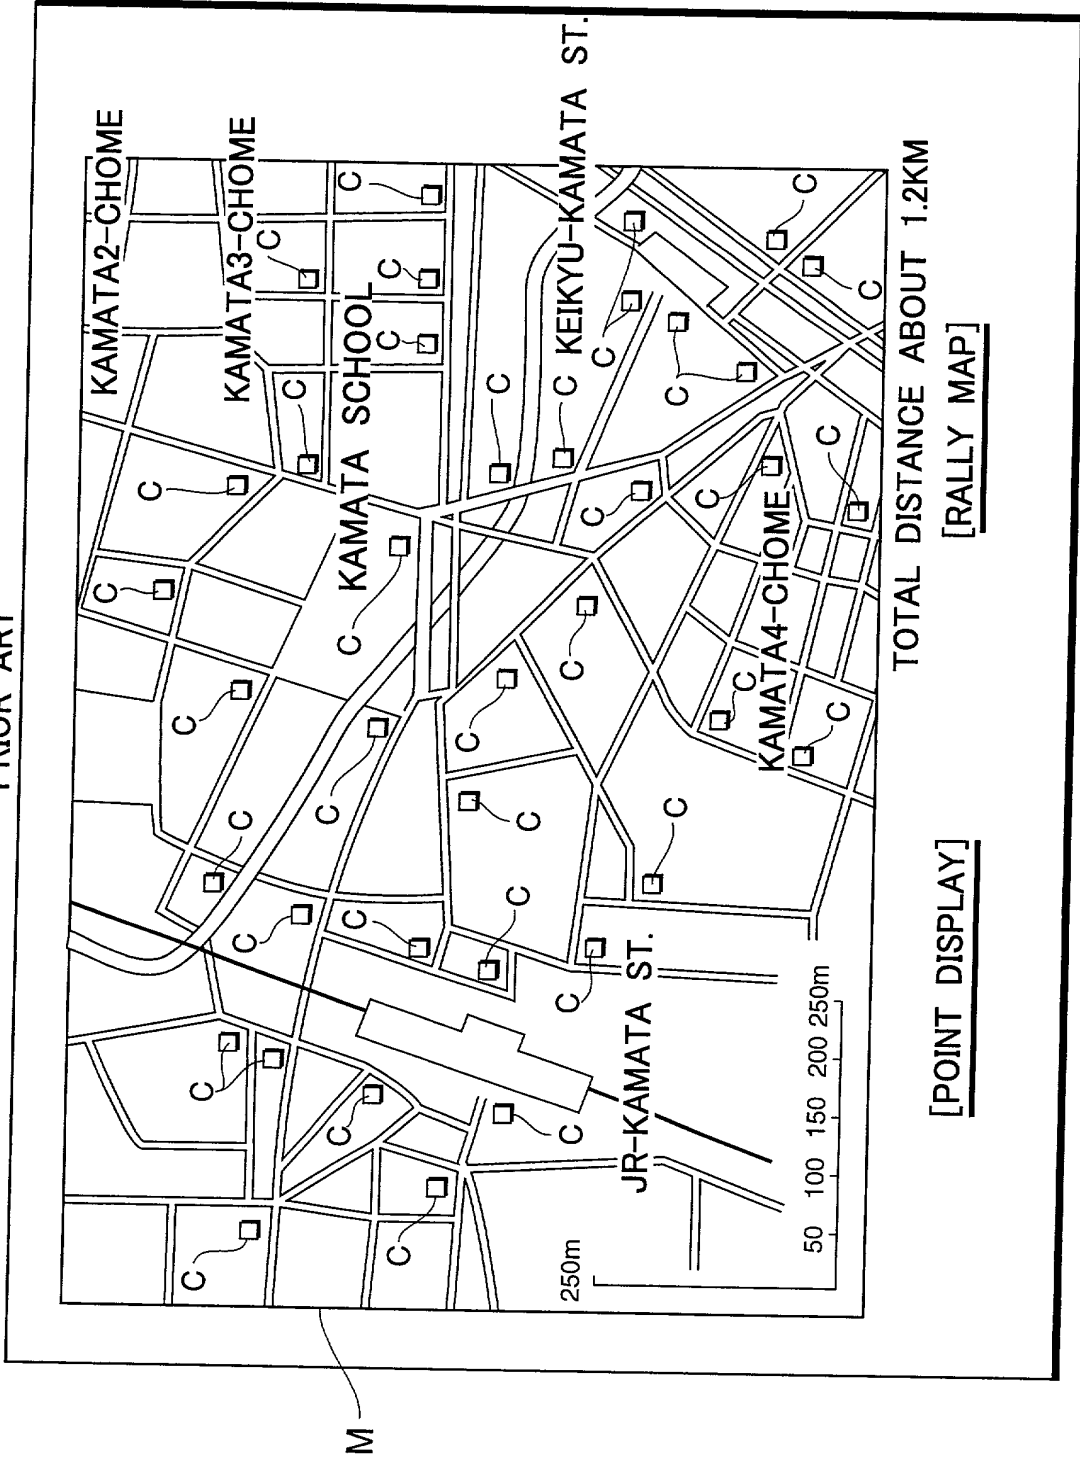 PRIOR ART
KAMATA2-CHOME
C
C
C
C
C
KAMATA3-CHOME
C
C
C
C
C
C
M
KAMATA SCHOOL
C
C
C
C
C
C
C
C
C
C
C
KEIKYU-KAMATA ST.
C
C
C
C
250m
C
C
JR-KAMATA ST.
C
C
C
C
KAMATA4-CHOME
C
C
C
C
50 100 150 200 250m
C
TOTAL DISTANCE ABOUT 1.2KM
[POINT DISPLAY] [RALLY MAP]